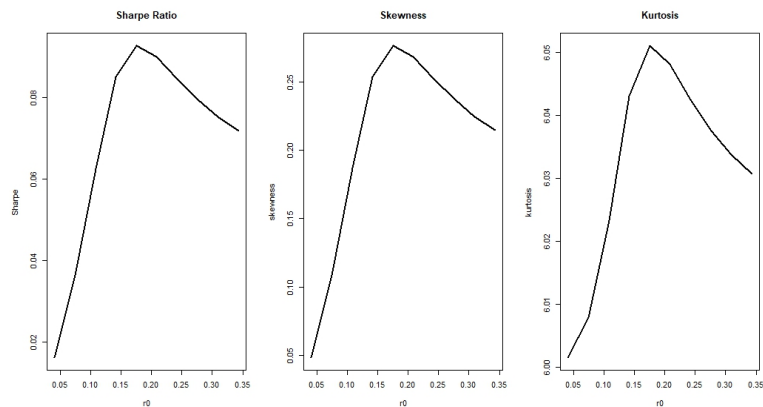 Sharpe Ratio
Sharpe
0.02 0.04 0.06 0.08
0.05 0.10 0.15 0.20 0.25 0.30 0.35
r0
Skewness
skewness
0.05 0.10 0.15 0.20 0.25
0.05 0.10 0.15 0.20 0.25 0.30 0.35
r0
Kurtosis
kurtosis
6.00 6.01 6.02 6.03 6.04 6.05
0.05 0.10 0.15 0.20 0.25 0.30 0.35
r0